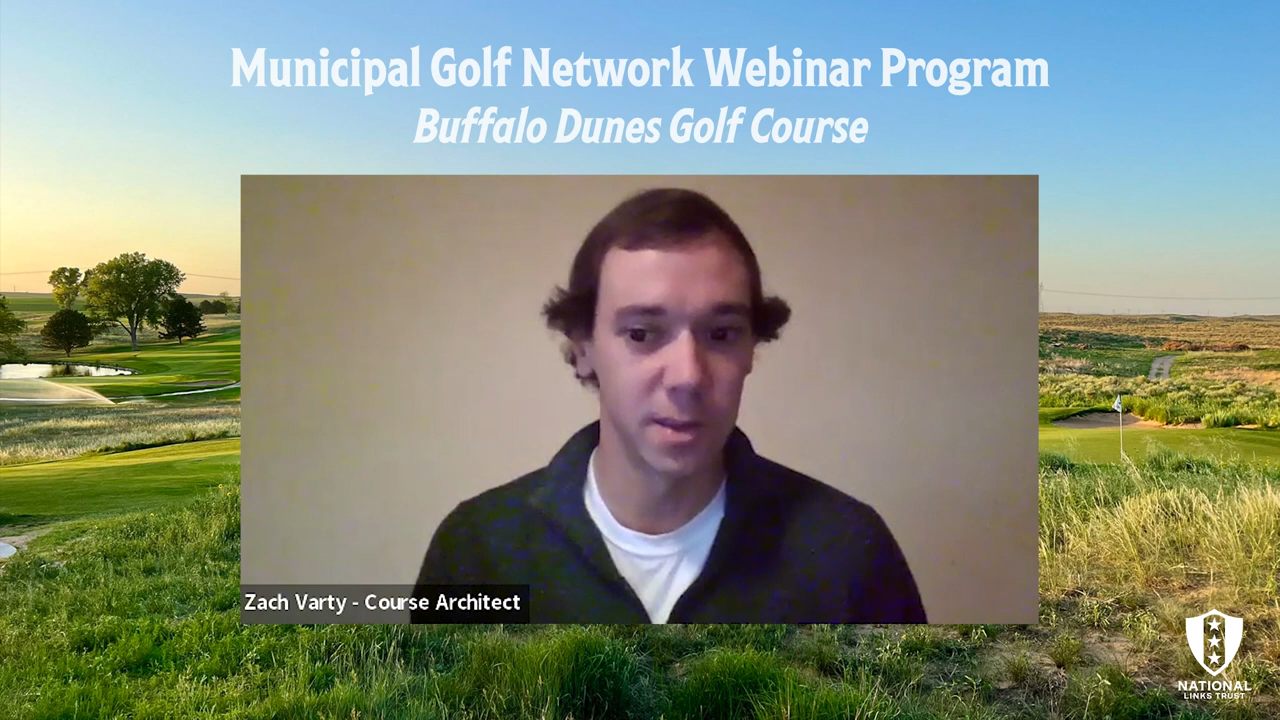 Municipal Golf Network Webinar Program
Buffalo Dunes Golf Course
Zach Varty - Course Architect
NATIONAL
LINKS TRUST